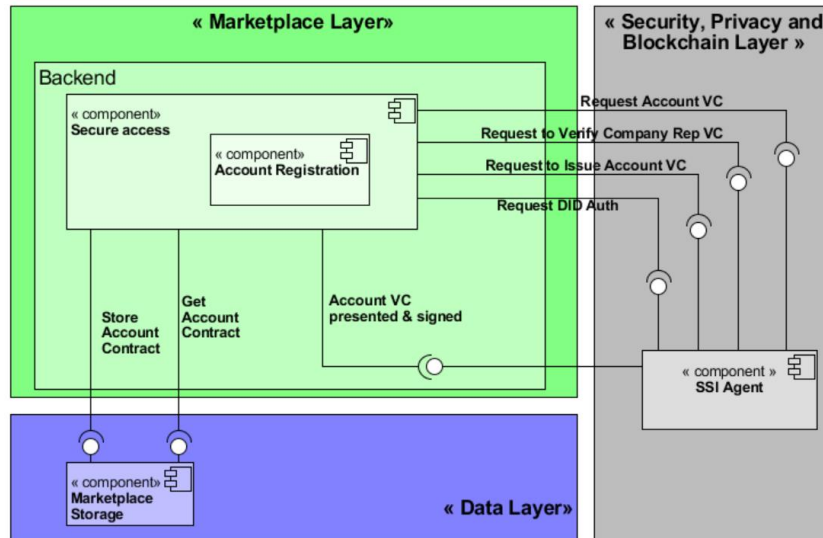 « Marketplace Layer»
« Security, Privacy and
Blockchain Layer »
Backend
« component»
Secure access
« component»
Account Registration
Request Account VC
Request to Verify Company Rep VC
Request to Issue Account VC
Request DID Auth
Store
Account
Contract
Get
Account
Contract
Account VC
presented & signed
« component »
SSI Agent
« component»
Marketplace
Storage
« Data Layer»